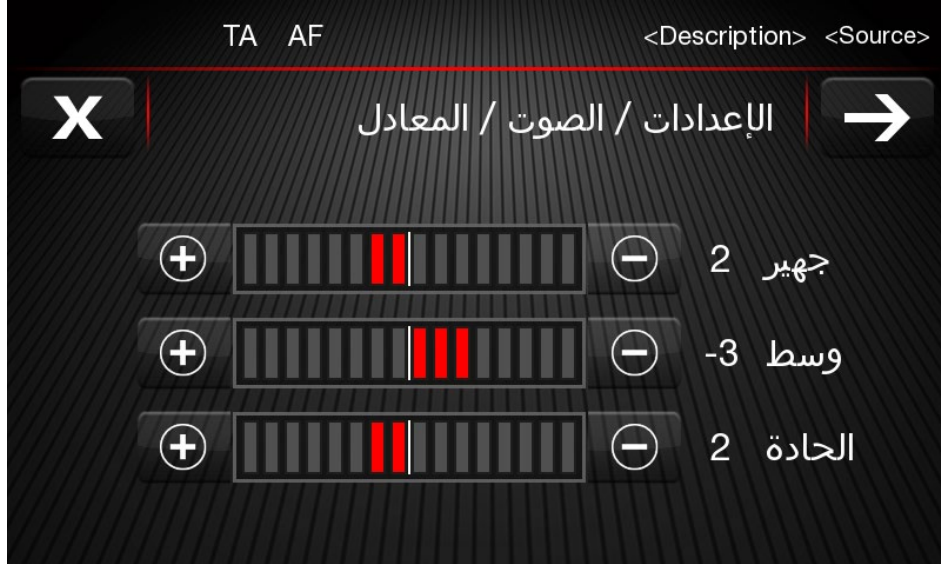 TA AF <Description> <Source>
X الإعدادات / الصوت / المعادل
جهير 2
وسط -3
الحادة 2